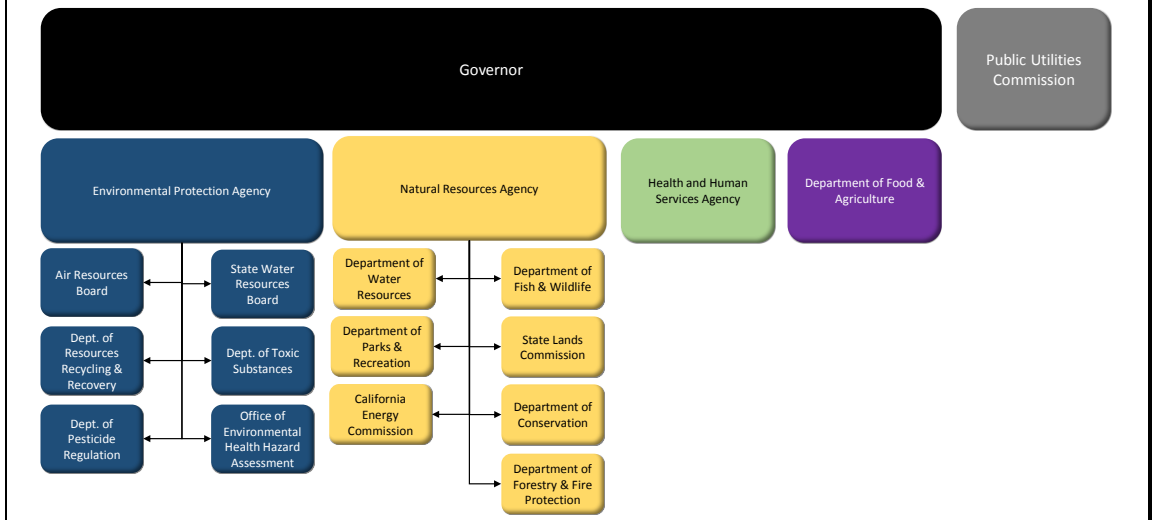 Governor
Public Utilities
Commission
Environmental Protection Agency
Natural Resources Agency
Health and Human
Services Agency
Department of Food &
Agriculture
Air Resources
Board
State Water
Resources
Board
Dept. of
Resources
Recycling &
Recovery
Dept. of Toxic
Substances
Dept. of
Pesticide
Regulation
Office of
Environmental
Health Hazard
Assessment
Department of
Water
Resources
Department of
Fish & Wildlife
Department of
Parks &
Recreation
State Lands
Commission
California
Energy
Commission
Department of
Conservation
Department of
Forestry & Fire
Protection